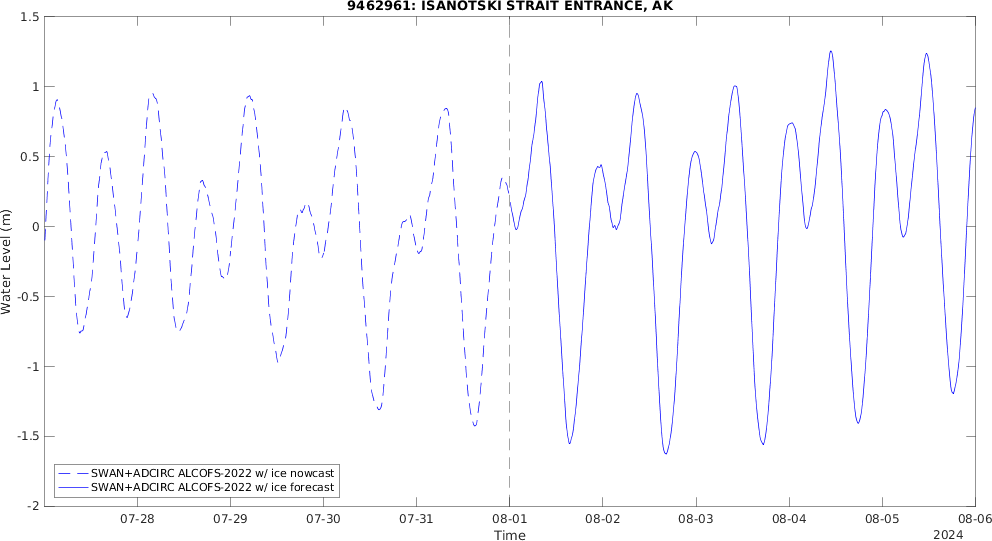 9462961: ISANOTSKI STRAIT ENTRANCE, AK
1.5
1
0.5
0
-0.5
-1
-1.5
-2
Water Level (m)
SWAN+ADCIRC ALCOFS-2022 w/ ice nowcast
SWAN+ADCIRC ALCOFS-2022 w/ ice forecast
07-28 07-29 07-30 07-31 08-01 08-02 08-03 08-04 08-05 08-06
Time
2024